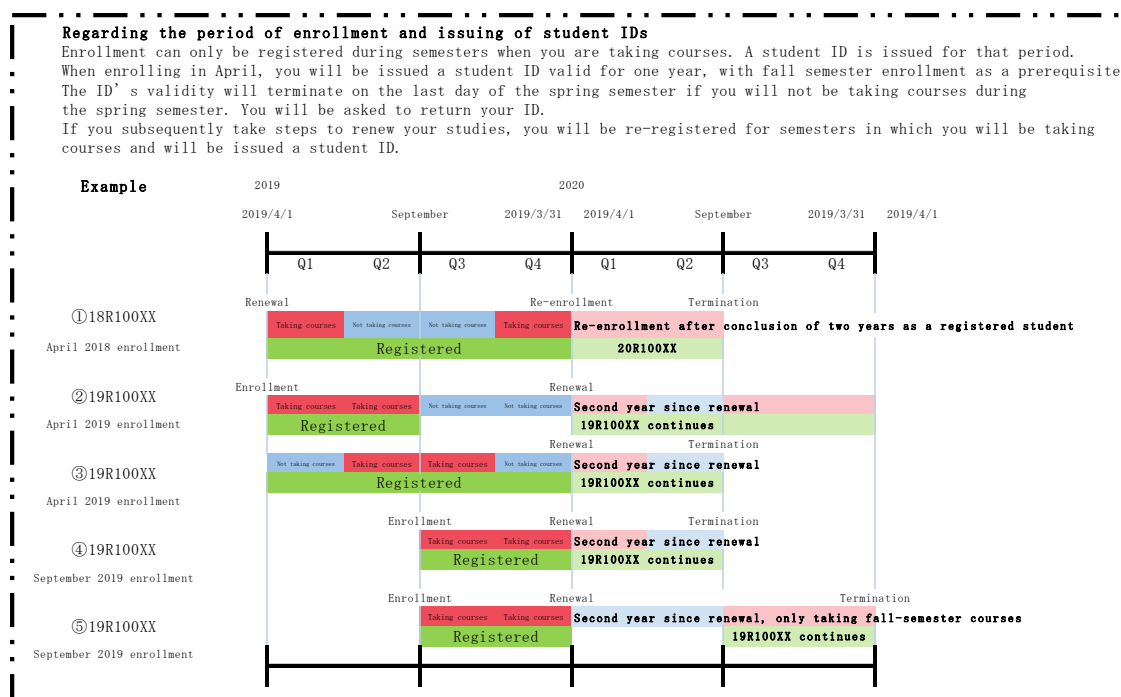 Regarding the period of enrollment and issuing of student IDs
Enrollment can only be registered during semesters when you are taking courses. A student ID is issued for that period.
When enrolling in April, you will be issued a student ID valid for one year, with fall semester enrollment as a prerequisite
The ID's validity will terminate on the last day of the spring semester if you will not be taking courses during
the spring semester. You will be asked to return your ID.
If you subsequently take steps to renew your studies, you will be re-registered for semesters in which you will be taking
courses and will be issued a student ID.
Example
2019 2020
2019/4/1 September 2019/3/31 2019/4/1 September 2019/3/31 2019/4/1
Q1 Q2 Q3 Q4 Q1 Q2 Q3 Q4
Renewal Re-enrollment Termination
①18R100XX
Taking courses Not taking courses Not taking courses Taking courses Re-enrollment after conclusion of two years as a registered student
April 2018 enrollment
Registered 20R100XX
Enrollment Renewal
②19R100XX
Taking courses Taking courses Not taking courses Not taking courses Second year since renewal
April 2019 enrollment
Registered 19R100XX continues
Renewal Termination
Not taking courses Taking courses Taking courses Not taking courses Second year since renewal
③19R100XX
Registered 19R100XX continues
April 2019 enrollment
Enrollment Renewal Termination
Taking courses Taking courses Second year since renewal
④19R100XX
Registered 19R100XX continues
September 2019 enrollment
Enrollment Renewal Termination
Taking courses Taking courses Second year since renewal, only taking fall-semester courses
⑤19R100XX
Registered 19R100XX continues
September 2019 enrollment